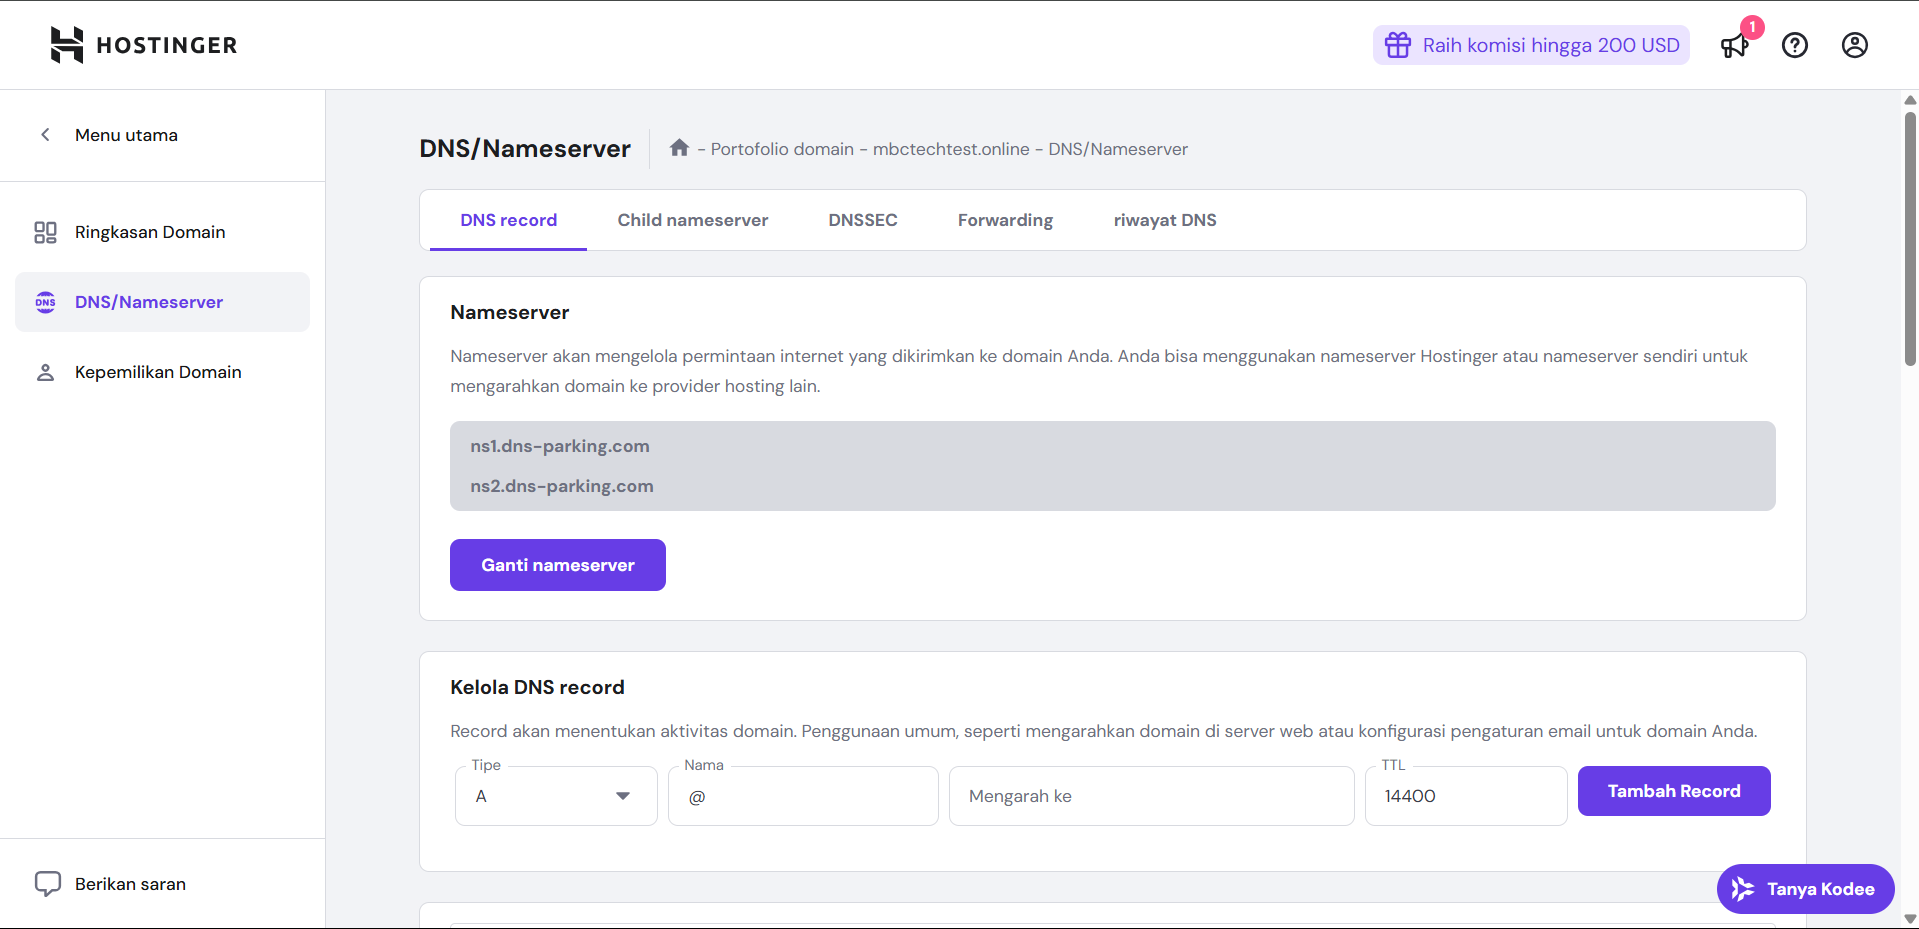 HOSTINGER
Raih komisi hingga 200 USD
1
Menu utama
Ringkasan Domain
DNS DNS/Nameserver
Kepemilikan Domain
Berikan saran
DNS/Nameserver
- Portofolio domain - mbctechtest.online - DNS/Nameserver
DNS record Child nameserver DNSSEC Forwarding riwayat DNS
Nameserver
Nameserver akan mengelola permintaan internet yang dikirimkan ke domain Anda. Anda bisa menggunakan nameserver Hostinger atau nameserver sendiri untuk
mengarahkan domain ke provider hosting lain.
ns1.dns-parking.com
ns2.dns-parking.com
Ganti nameserver
Kelola DNS record
Record akan menentukan aktivitas domain. Penggunaan umum, seperti mengarahkan domain di server web atau konfigurasi pengaturan email untuk domain Anda.
Tipe Nama TTL
A @ Mengarah ke 14400 Tambah Record
Tanya Kodee